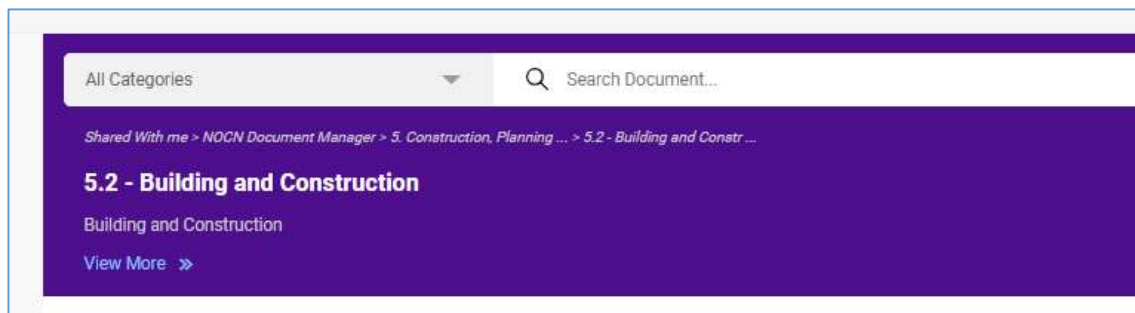 All Categories
Search Document...
Shared With me > NOCN Document Manager > 5. Construction, Planning ... > 5.2 - Building and Constr ...
5.2 - Building and Construction
Building and Construction
View More »